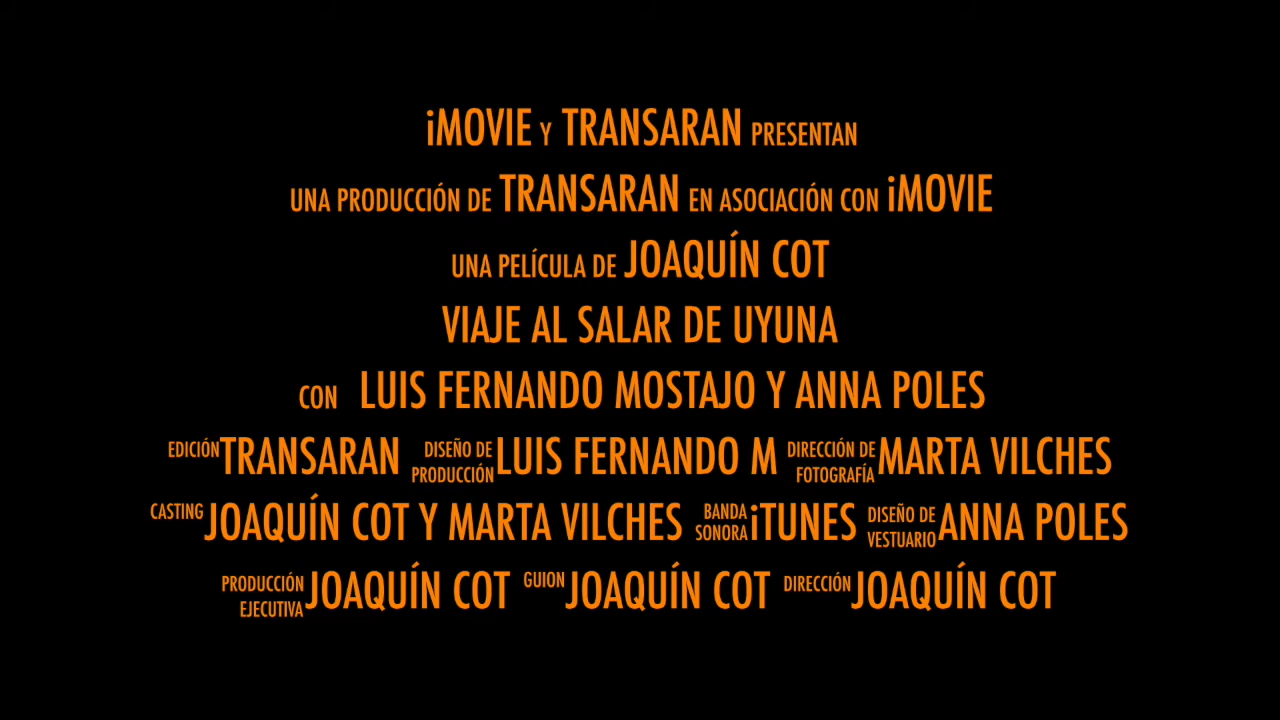 iMOVIE Y TRANSARAN PRESENTAN
UNA PRODUCCIÓN DE TRANSARAN EN ASOCIACIÓN CON iMOVIE
UNA PELÍCULA DE JOAQUÍN COT
VIAJE AL SALAR DE UYUNA
CON LUIS FERNANDO MOSTAJO Y ANNA POLES
EDICIÓN TRANSARAN DISEÑO DE PRODUCCIÓN LUIS FERNANDO M DIRECCIÓN DE FOTOGRAFÍA MARTA VILCHES
CASTING JOAQUÍN COT Y MARTA VILCHES BANDA SONORA iTUNES DISEÑO DE VESTUARIO ANNA POLES
PRODUCCIÓN EJECUTIVA JOAQUÍN COT GUION JOAQUÍN COT DIRECCIÓN JOAQUÍN COT